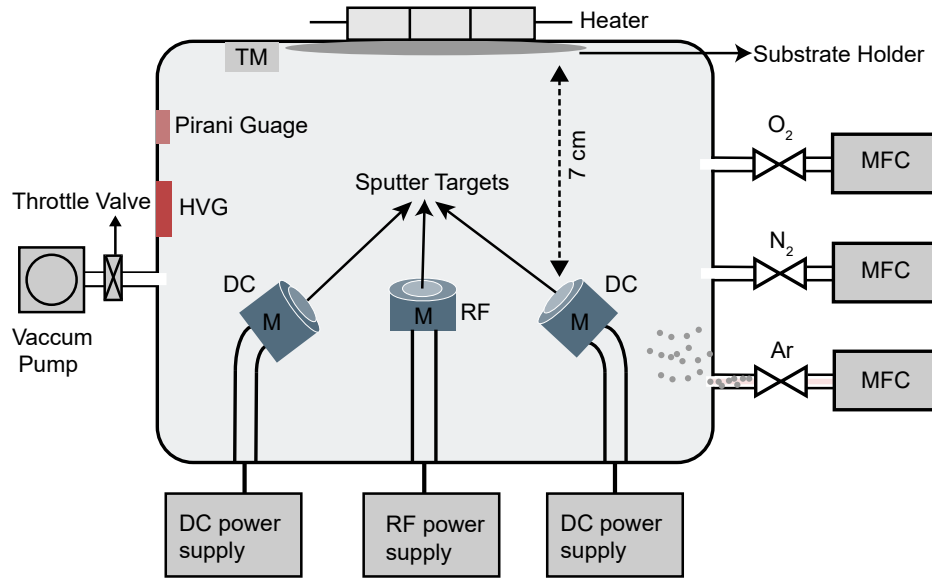 Heater
TM
Substrate Holder
Pirani Guage
O2
MFC
7 cm
Sputter Targets
Throttle Valve
HVG
N2
MFC
DC
DC
M
M
RF
M
Vaccum
Pump
Ar
MFC
DC power
supply
RF power
supply
DC power
supply